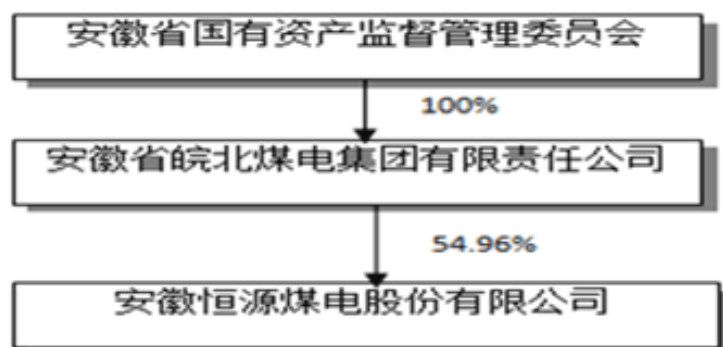 安徽省国有资产监督管理委员会
100%
安徽省皖北煤电集团有限责任公司
54.96%
安徽恒源煤电股份有限公司